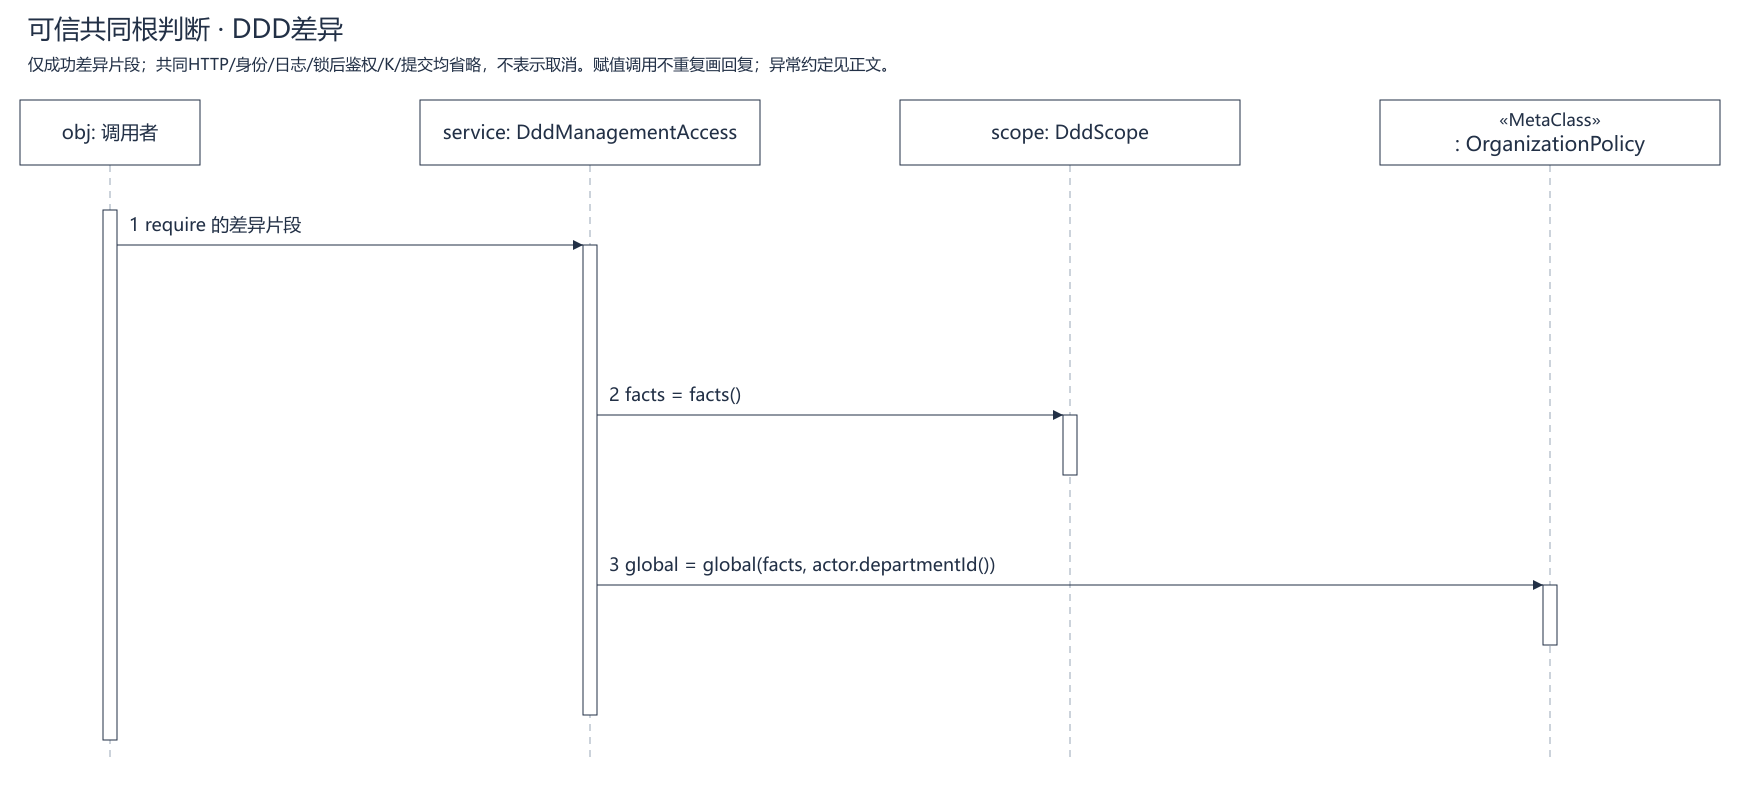 可信共同根判断 · DDD差异
仅成功差异片段；共同HTTP/身份/日志/锁后鉴权/K/提交均省略，不表示取消。赋值调用不重复画回复；异常约定见正文。
obj: 调用者
service: DddManagementAccess
scope: DddScope
«MetaClass»
: OrganizationPolicy
1 require 的差异片段
2 facts = facts()
3 global = global(facts, actor.departmentId())